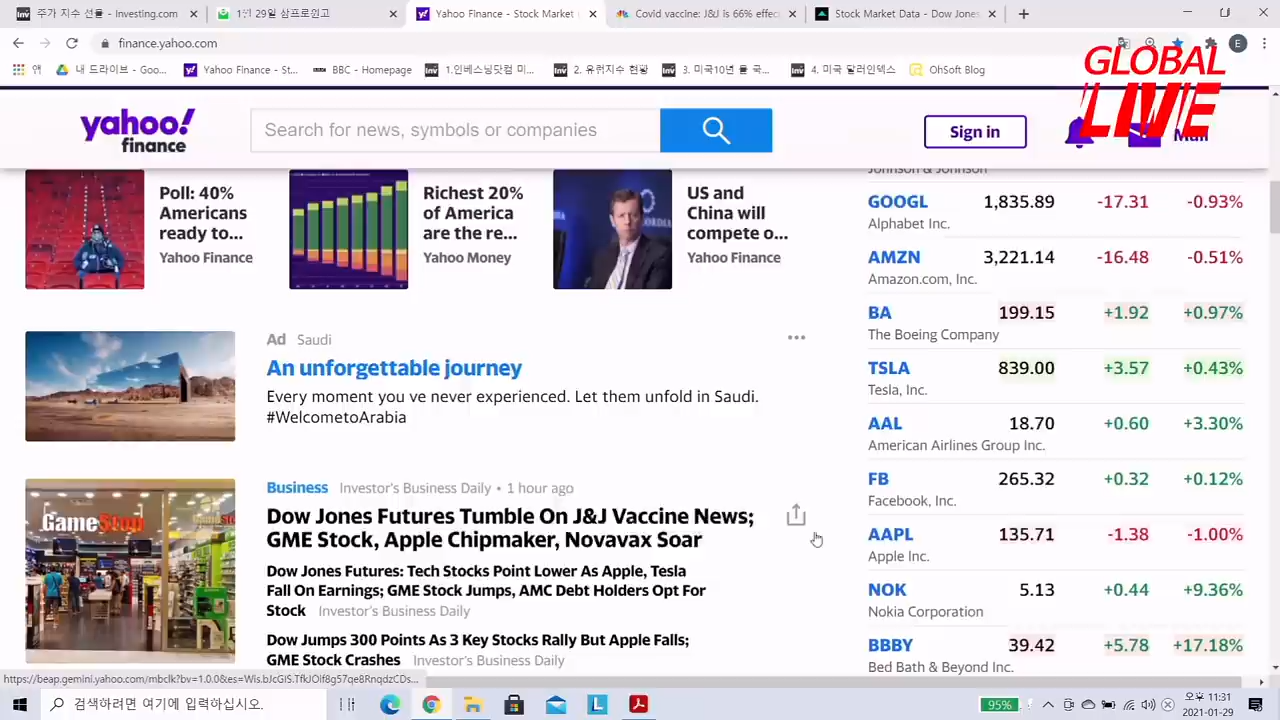 주가 지수 선물 - Investing.com
1월 29일 삼프로원고
Yahoo Finance - Stock Market
Covid vaccine: J&J's 66% effec
Stock Market Data - Dow Jones
finance.yahoo.com
E
앱
내 드라이브 - Goo...
Yahoo Finance - St...
BBC - Homepage
1.인베스닝닷컴 미...
2. 유럽지수 현황
3. 미국10년 물 국...
4. 미국 달러인덱스
OhSoft Blog
GLOBAL
LIVE
yahoo!
finance
Search for news, symbols or companies
Sign in
Mail
Poll: 40%
Americans
ready to...
Yahoo Finance
Richest 20%
of America
are the re...
Yahoo Money
US and
China will
compete o...
Yahoo Finance
Ad Saudi
An unforgettable journey
Every moment you ve never experienced. Let them unfold in Saudi.
#WelcometoArabia
GameStop
Business Investor's Business Daily • 1 hour ago
Dow Jones Futures Tumble On J&J Vaccine News;
GME Stock, Apple Chipmaker, Novavax Soar
Dow Jones Futures: Tech Stocks Point Lower As Apple, Tesla
Fall On Earnings; GME Stock Jumps, AMC Debt Holders Opt For
Stock Investor's Business Daily
Dow Jumps 300 Points As 3 Key Stocks Rally But Apple Falls;
GME Stock Crashes Investor's Business Daily
Johnson & Johnson
GOOGL 1,835.89 -17.31 -0.93%
Alphabet Inc.
AMZN 3,221.14 -16.48 -0.51%
Amazon.com, Inc.
BA 199.15 +1.92 +0.97%
The Boeing Company
TSLA 839.00 +3.57 +0.43%
Tesla, Inc.
AAL 18.70 +0.60 +3.30%
American Airlines Group Inc.
FB 265.32 +0.32 +0.12%
Facebook, Inc.
AAPL 135.71 -1.38 -1.00%
Apple Inc.
NOK 5.13 +0.44 +9.36%
Nokia Corporation
BBBY 39.42 +5.78 +17.18%
Bed Bath & Beyond Inc.
검색하려면 여기에 입력하십시오.
95%
오후 11:31
2021-01-29